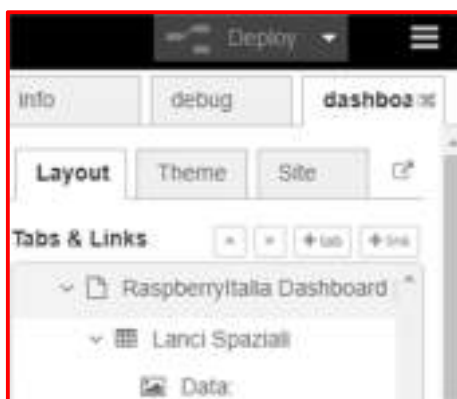 Deploy
info debug dashboa
Layout Theme Site
Tabs & Links + tab + link
RaspberryItalia Dashboard
Lanci Spaziali
Data: